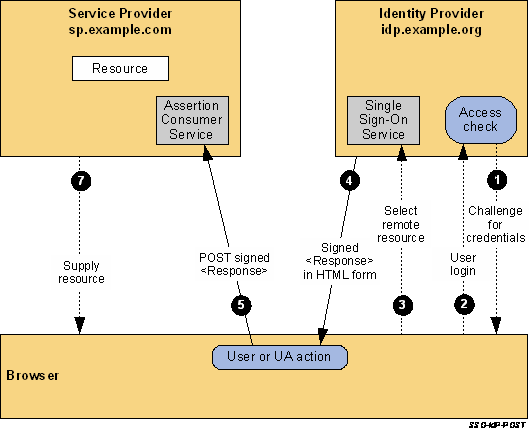 Service Provider
sp.example.com
Resource
Assertion
Consumer
Service
Identity Provider
idp.example.org
Single
Sign-On
Service
Access
check
7
4
1
Supply
resource
POST signed
<Response>
5
Signed
<Response>
in HTML form
Select
remote
resource
3
User
login
2
Challenge
for
credentials
User or UA action
Browser
SSO-IdP-POST